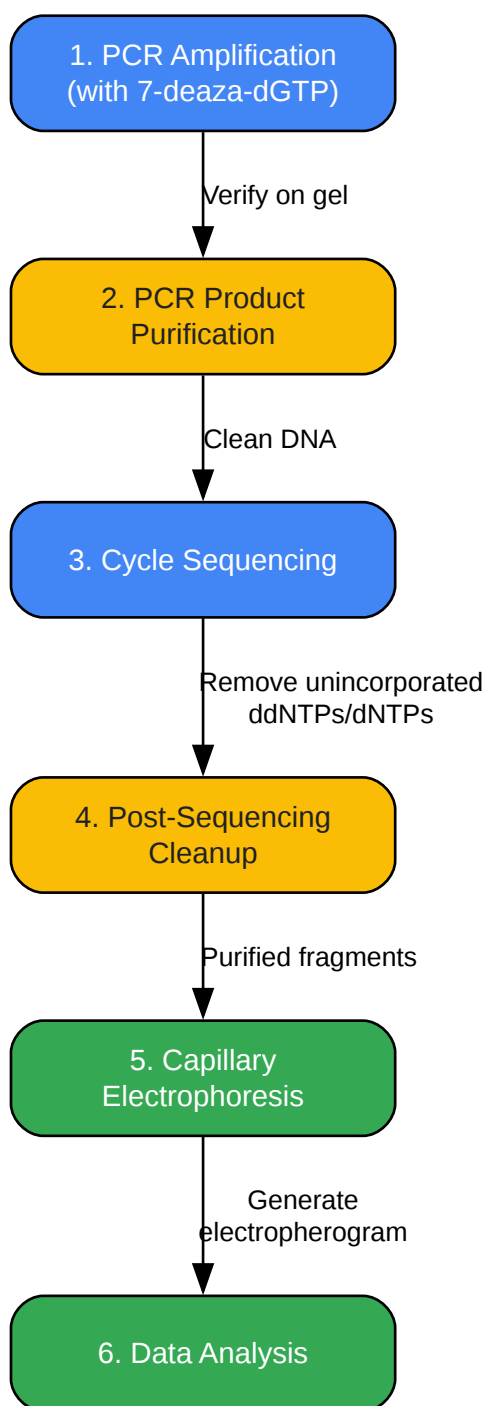 1. PCR Amplification
(with 7-deaza-dGTP)
Verify on gel
2. PCR Product
Purification
Clean DNA
3. Cycle Sequencing
Remove unincorporated
ddNTPs/dNTPs
4. Post-Sequencing
Cleanup
Purified fragments
5. Capillary
Electrophoresis
Generate
electropherogram
6. Data Analysis